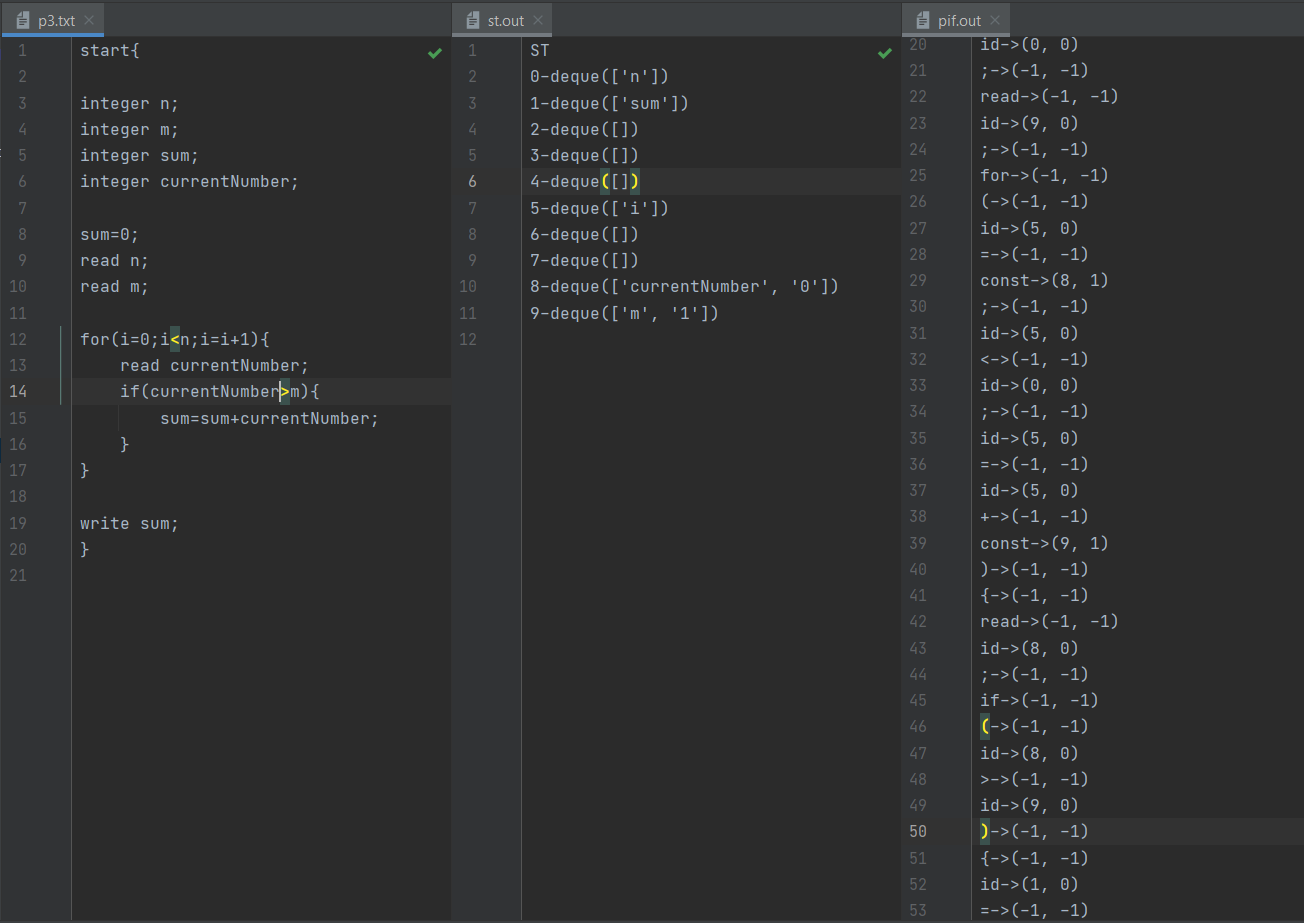 p3.txt
1 start{
2
3 integer n;
4 integer m;
5 integer sum;
6 integer currentNumber;
7
8 sum=0;
9 read n;
10 read m;
11
12 for(i=0;i<n;i=i+1){
13     read currentNumber;
14     if(currentNumber>m){
15         sum=sum+currentNumber;
16     }
17 }
18
19 write sum;
20 }
21
st.out
1 ST
2 0-deque(['n'])
3 1-deque(['sum'])
4 2-deque([])
5 3-deque([])
6 4-deque([])
7 5-deque(['i'])
8 6-deque([])
9 7-deque([])
10 8-deque(['currentNumber', '0'])
11 9-deque(['m', '1'])
12
pif.out
20 id->(0, 0)
21 ;->(-1, -1)
22 read->(-1, -1)
23 id->(9, 0)
24 ;->(-1, -1)
25 for->(-1, -1)
26 (->(-1, -1)
27 id->(5, 0)
28 =->(-1, -1)
29 const->(8, 1)
30 ;->(-1, -1)
31 id->(5, 0)
32 <->(-1, -1)
33 id->(0, 0)
34 ;->(-1, -1)
35 id->(5, 0)
36 =->(-1, -1)
37 id->(5, 0)
38 +->(-1, -1)
39 const->(9, 1)
40 )->(-1, -1)
41 {->(-1, -1)
42 read->(-1, -1)
43 id->(8, 0)
44 ;->(-1, -1)
45 if->(-1, -1)
46 (->(-1, -1)
47 id->(8, 0)
48 >->(-1, -1)
49 id->(9, 0)
50 )->(-1, -1)
51 {->(-1, -1)
52 id->(1, 0)
53 =->(-1, -1)